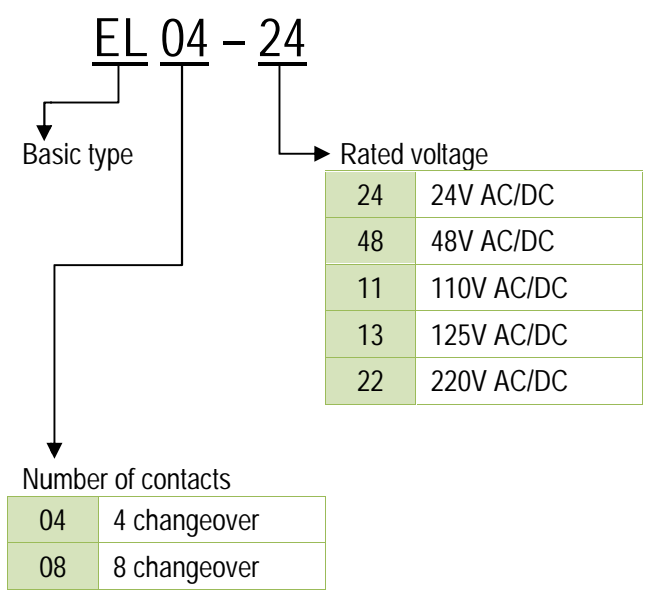 EL 04 – 24
Basic type
Rated voltage
24 24V AC/DC
48 48V AC/DC
11 110V AC/DC
13 125V AC/DC
22 220V AC/DC
Number of contacts
04 4 changeover
08 8 changeover